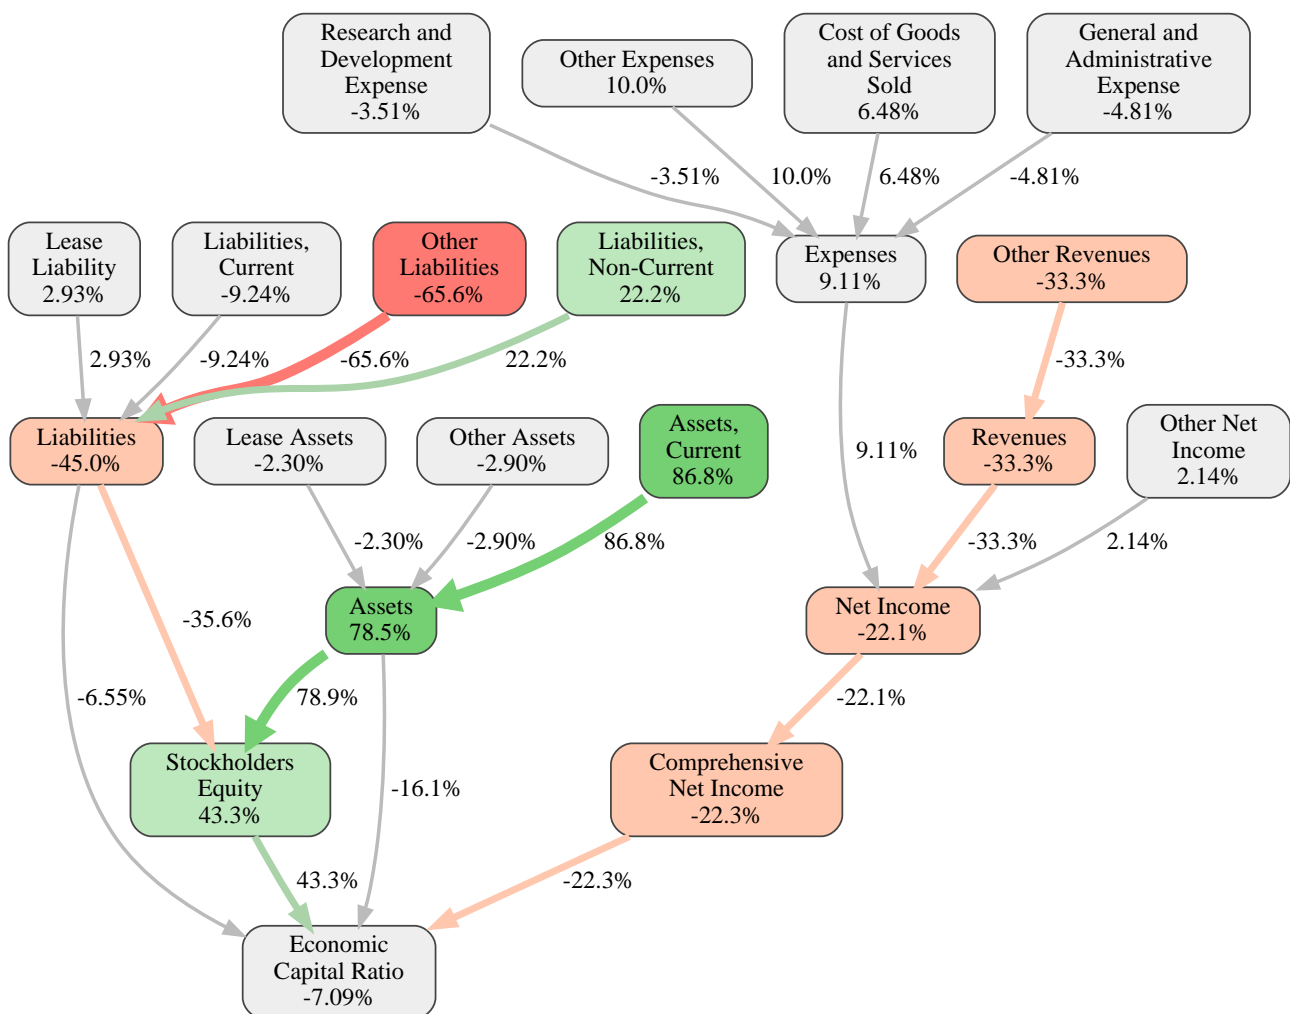 Research and
Development
Expense
-3.51%
Other Expenses
10.0%
Cost of Goods
and Services
Sold
6.48%
General and
Administrative
Expense
-4.81%
-3.51%
10.0%
6.48%
-4.81%
Lease
Liability
2.93%
Liabilities,
Current
-9.24%
Other
Liabilities
-65.6%
Liabilities,
Non-Current
22.2%
Expenses
9.11%
Other Revenues
-33.3%
2.93%
-9.24%
-65.6%
22.2%
-33.3%
Liabilities
-45.0%
Lease Assets
-2.30%
Other Assets
-2.90%
Assets,
Current
86.8%
9.11%
Revenues
-33.3%
Other Net
Income
2.14%
-2.30%
-2.90%
86.8%
-33.3%
2.14%
-35.6%
Assets
78.5%
Net Income
-22.1%
-6.55%
78.9%
-22.1%
Stockholders
Equity
43.3%
-16.1%
Comprehensive
Net Income
-22.3%
43.3%
-22.3%
Economic
Capital Ratio
-7.09%